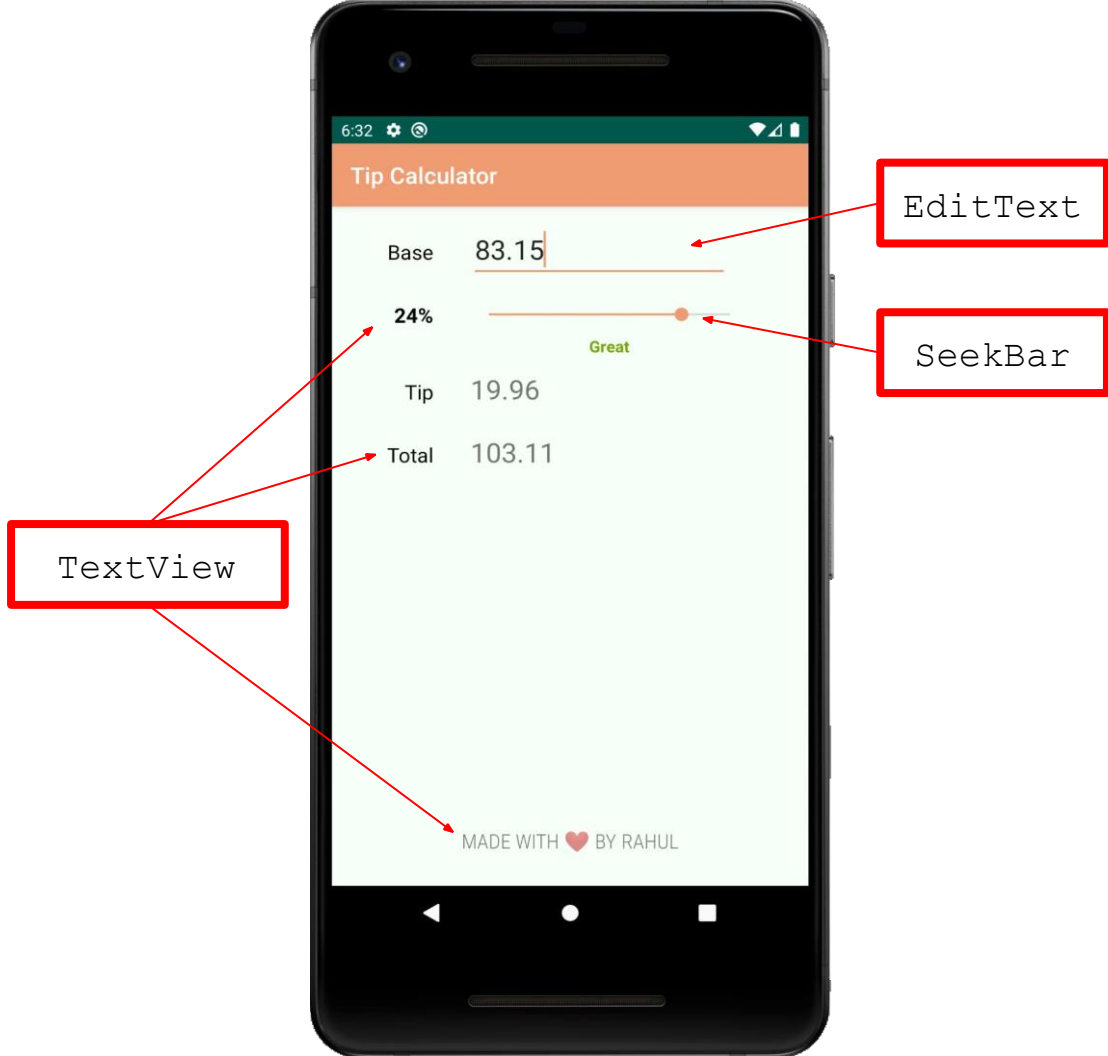 6:32
Tip Calculator
EditText
Base 83.15
24%
SeekBar
Great
Tip 19.96
Total 103.11
TextView
MADE WITH ❤ BY RAHUL